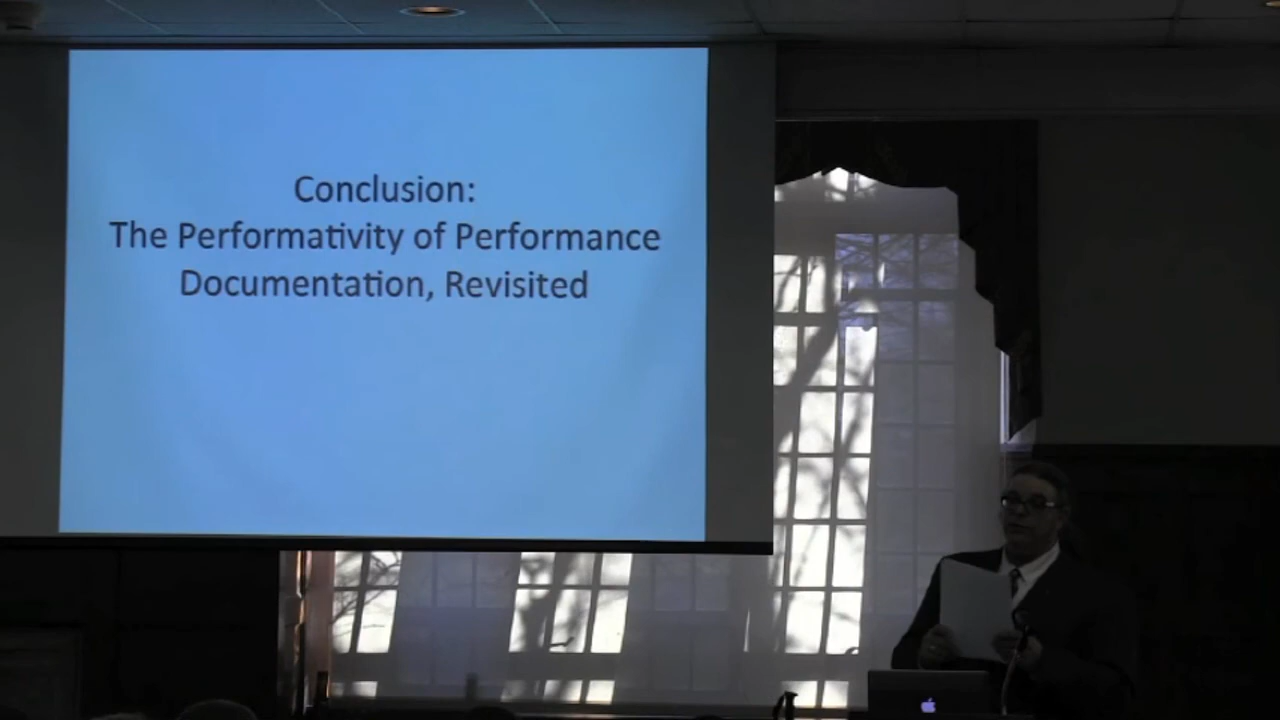 Conclusion:
The Performativity of Performance
Documentation, Revisited